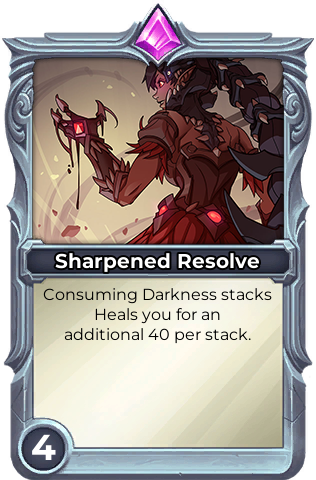 Sharpened Resolve
Consuming Darkness stacks
Heals you for an
additional 40 per stack.
4